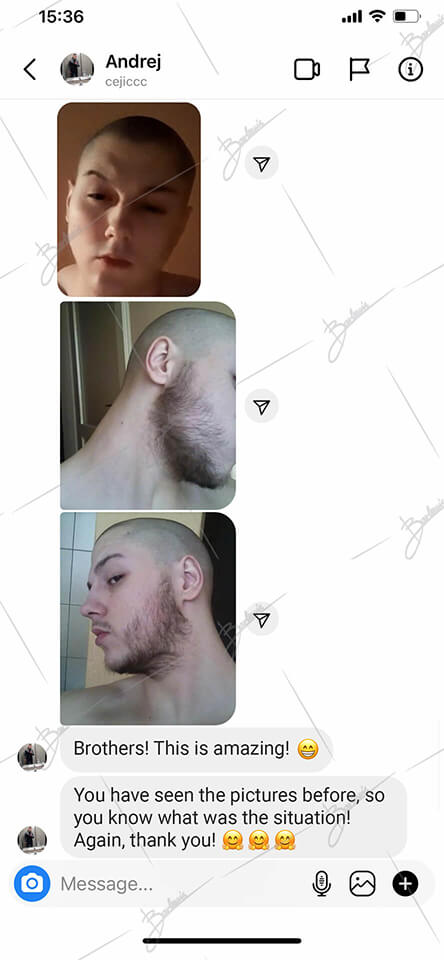 15:36
Andrej
cejiccc
Brothers! This is amazing! 😁
You have seen the pictures before, so
you know what was the situation!
Again, thank you! 🤗 🤗 🤗
Message...